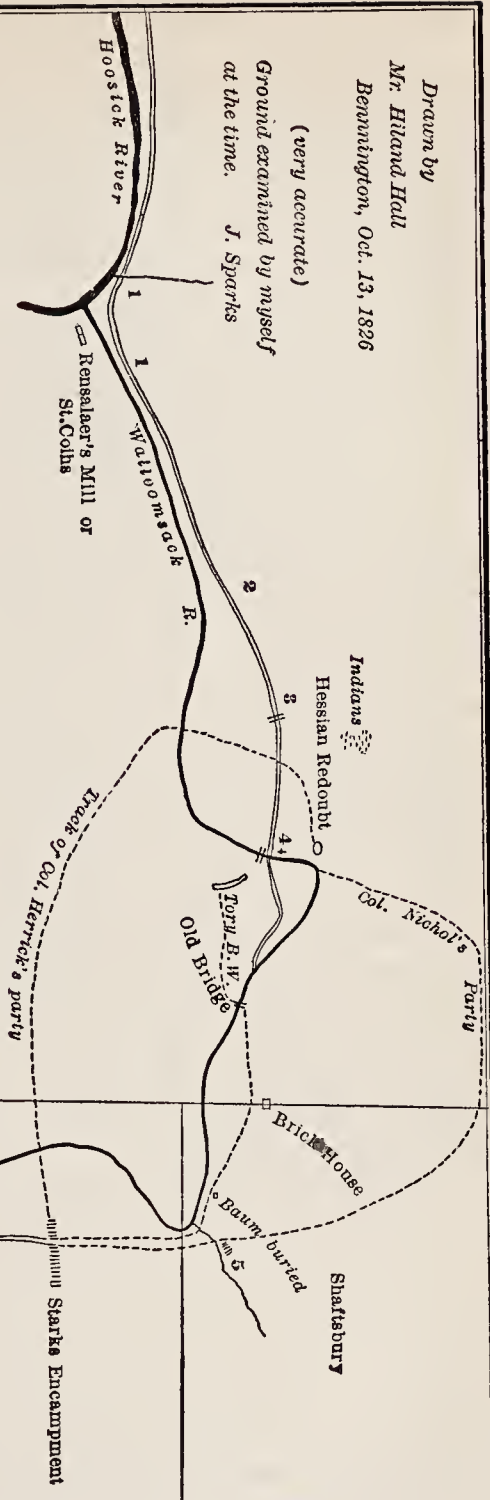 Drawn by
Mr. Hiland Hall
Bennington, Oct. 13, 1826
(very accurate)
Ground examined by myself
at the time. J. Sparks
Hoosick River
1
1
Rensalaer's Mill or
St.Coihs
Walloomsack R.
2
3
Indians
Hessian Redoubt
4
Col. Nichol's Party
Tory B.W.
Old Bridge
Track of Col. Herrick's party
Brick House
Baum buried
5
Shaftsbury
Starks Encampment